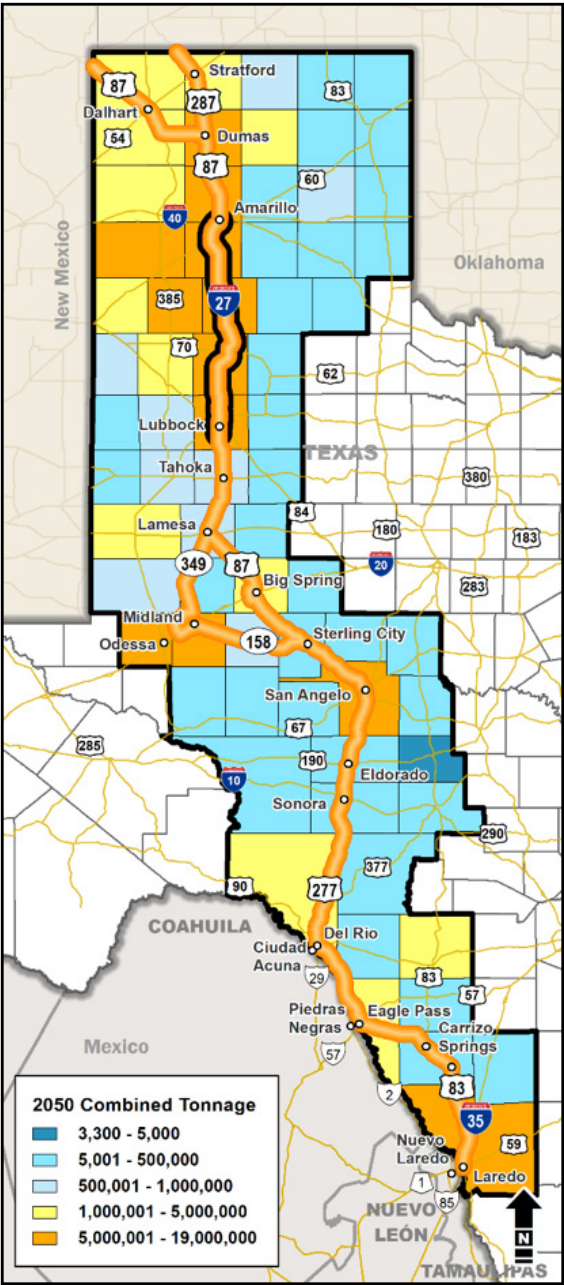 Stratford
87
287
83
Dalhart
54
Dumas
87
60
Amarillo
40
Oklahoma
New Mexico
385
27
70
62
Lubbock
TEXAS
Tahoka
380
84
Lamesa
180
183
349
87
20
Big Spring
283
Midland
Odessa
158
Sterling City
San Angelo
67
285
190
10
Eldorado
Sonora
290
377
90
277
COAHUILA
Del Rio
Ciudad
Acuna
29
83
57
Piedras
Negras
Eagle Pass
Carrizo
Springs
57
Mexico
2
83
35
59
Nuevo
Laredo
Laredo
1
85
NUEVO
LEÓN
N
TAMAULIPAS
2050 Combined Tonnage
3,300 - 5,000
5,001 - 500,000
500,001 - 1,000,000
1,000,001 - 5,000,000
5,000,001 - 19,000,000